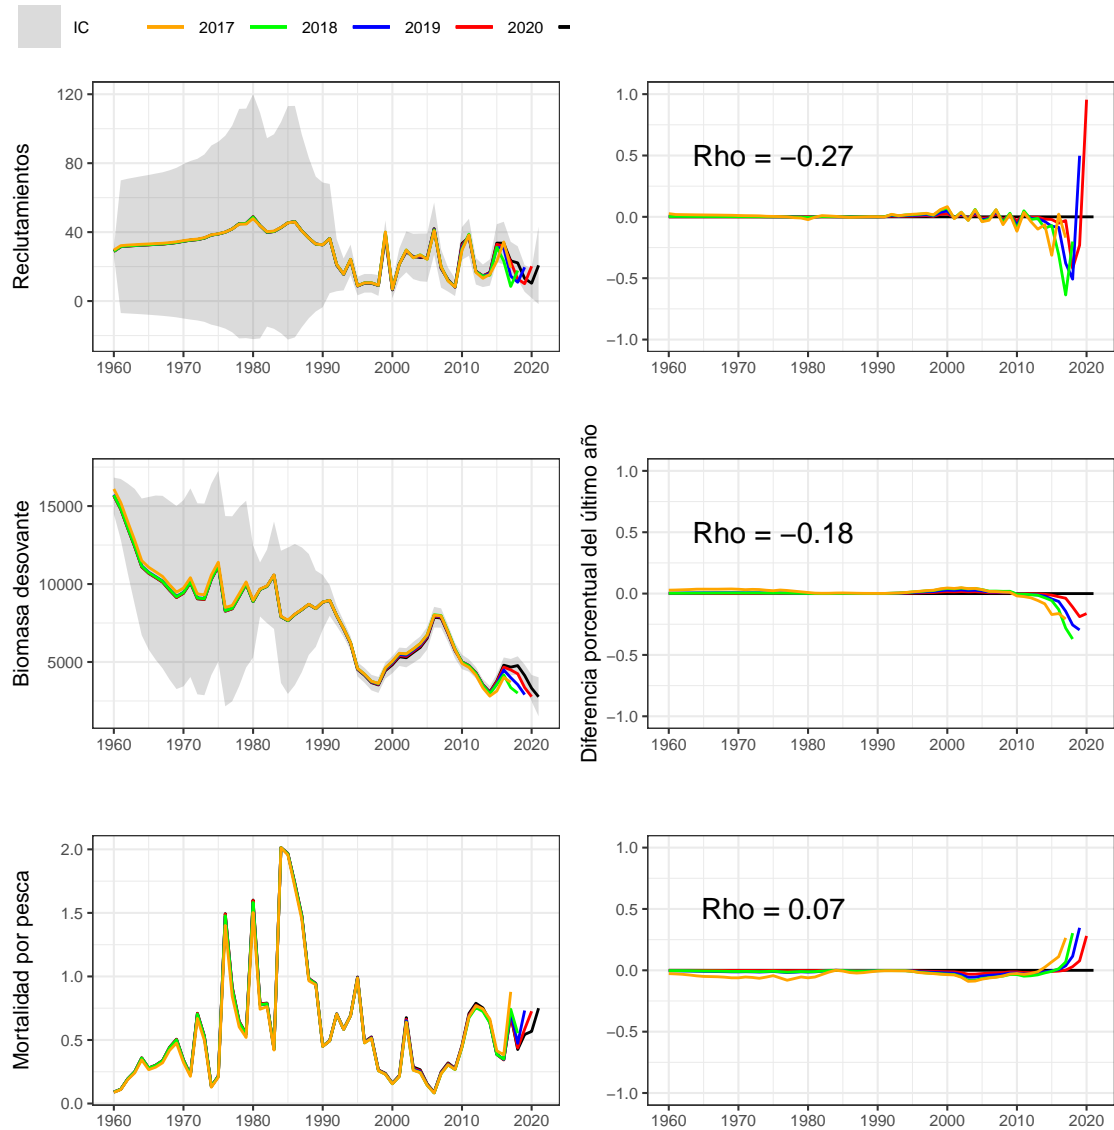 IC 2017 2018 2019 2020
Reclutamientos
120
80
40
0
1960 1970 1980 1990 2000 2010 2020
Rho = −0.27
1.0
0.5
0.0
−0.5
−1.0
1960 1970 1980 1990 2000 2010 2020
Biomasa desovante
15000
10000
5000
1960 1970 1980 1990 2000 2010 2020
Diferencia porcentual del último año
Rho = −0.18
1.0
0.5
0.0
−0.5
−1.0
1960 1970 1980 1990 2000 2010 2020
Mortalidad por pesca
2.0
1.5
1.0
0.5
0.0
1960 1970 1980 1990 2000 2010 2020
Rho = 0.07
1.0
0.5
0.0
−0.5
−1.0
1960 1970 1980 1990 2000 2010 2020